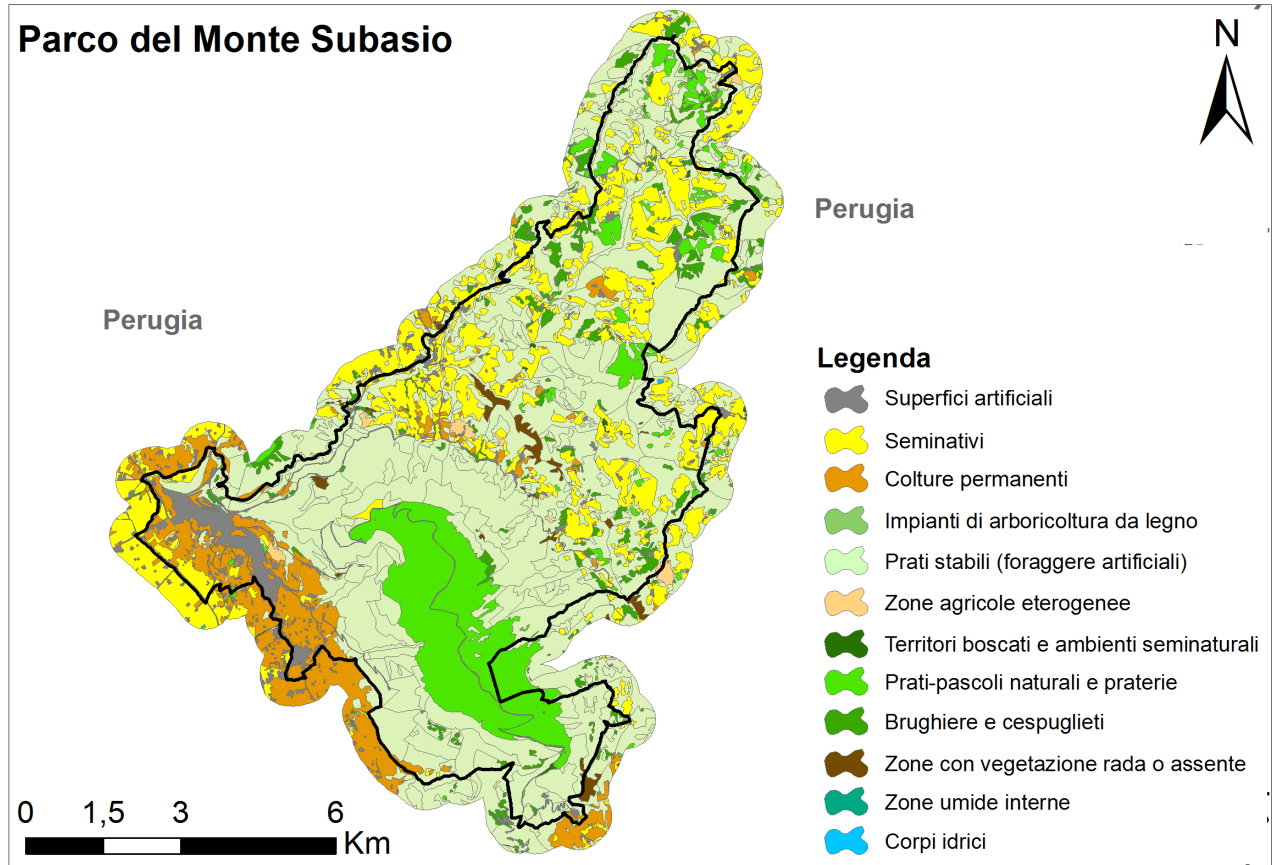 Parco del Monte Subasio
N
Perugia
Perugia
Legenda
Superfici artificiali
Seminativi
Colture permanenti
Impianti di arboricoltura da legno
Prati stabili (foraggere artificiali)
Zone agricole eterogenee
Territori boscati e ambienti seminaturali
Prati-pascoli naturali e praterie
Brughiere e cespuglieti
Zone con vegetazione rada o assente
Zone umide interne
Corpi idrici
0 1,5 3 6
Km